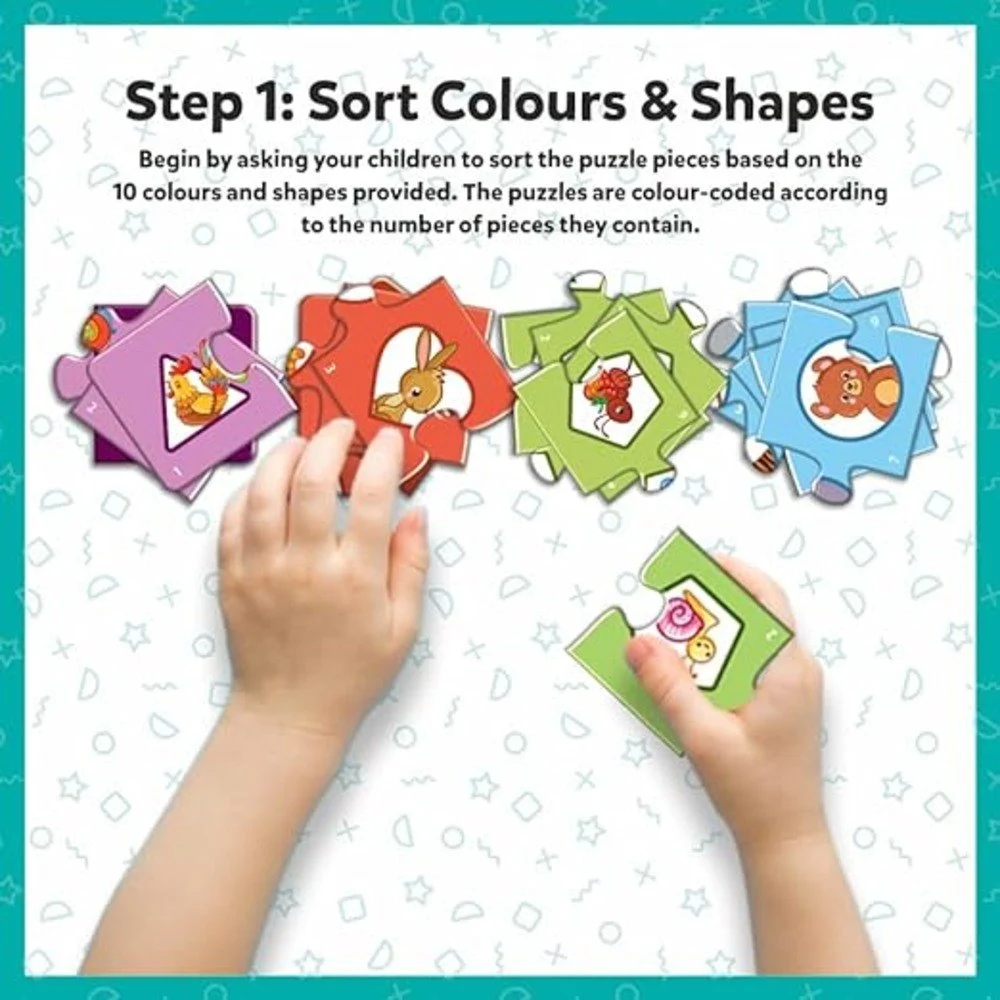 Step 1: Sort Colours & Shapes
Begin by asking your children to sort the puzzle pieces based on the
10 colours and shapes provided. The puzzles are colour-coded according
to the number of pieces they contain.